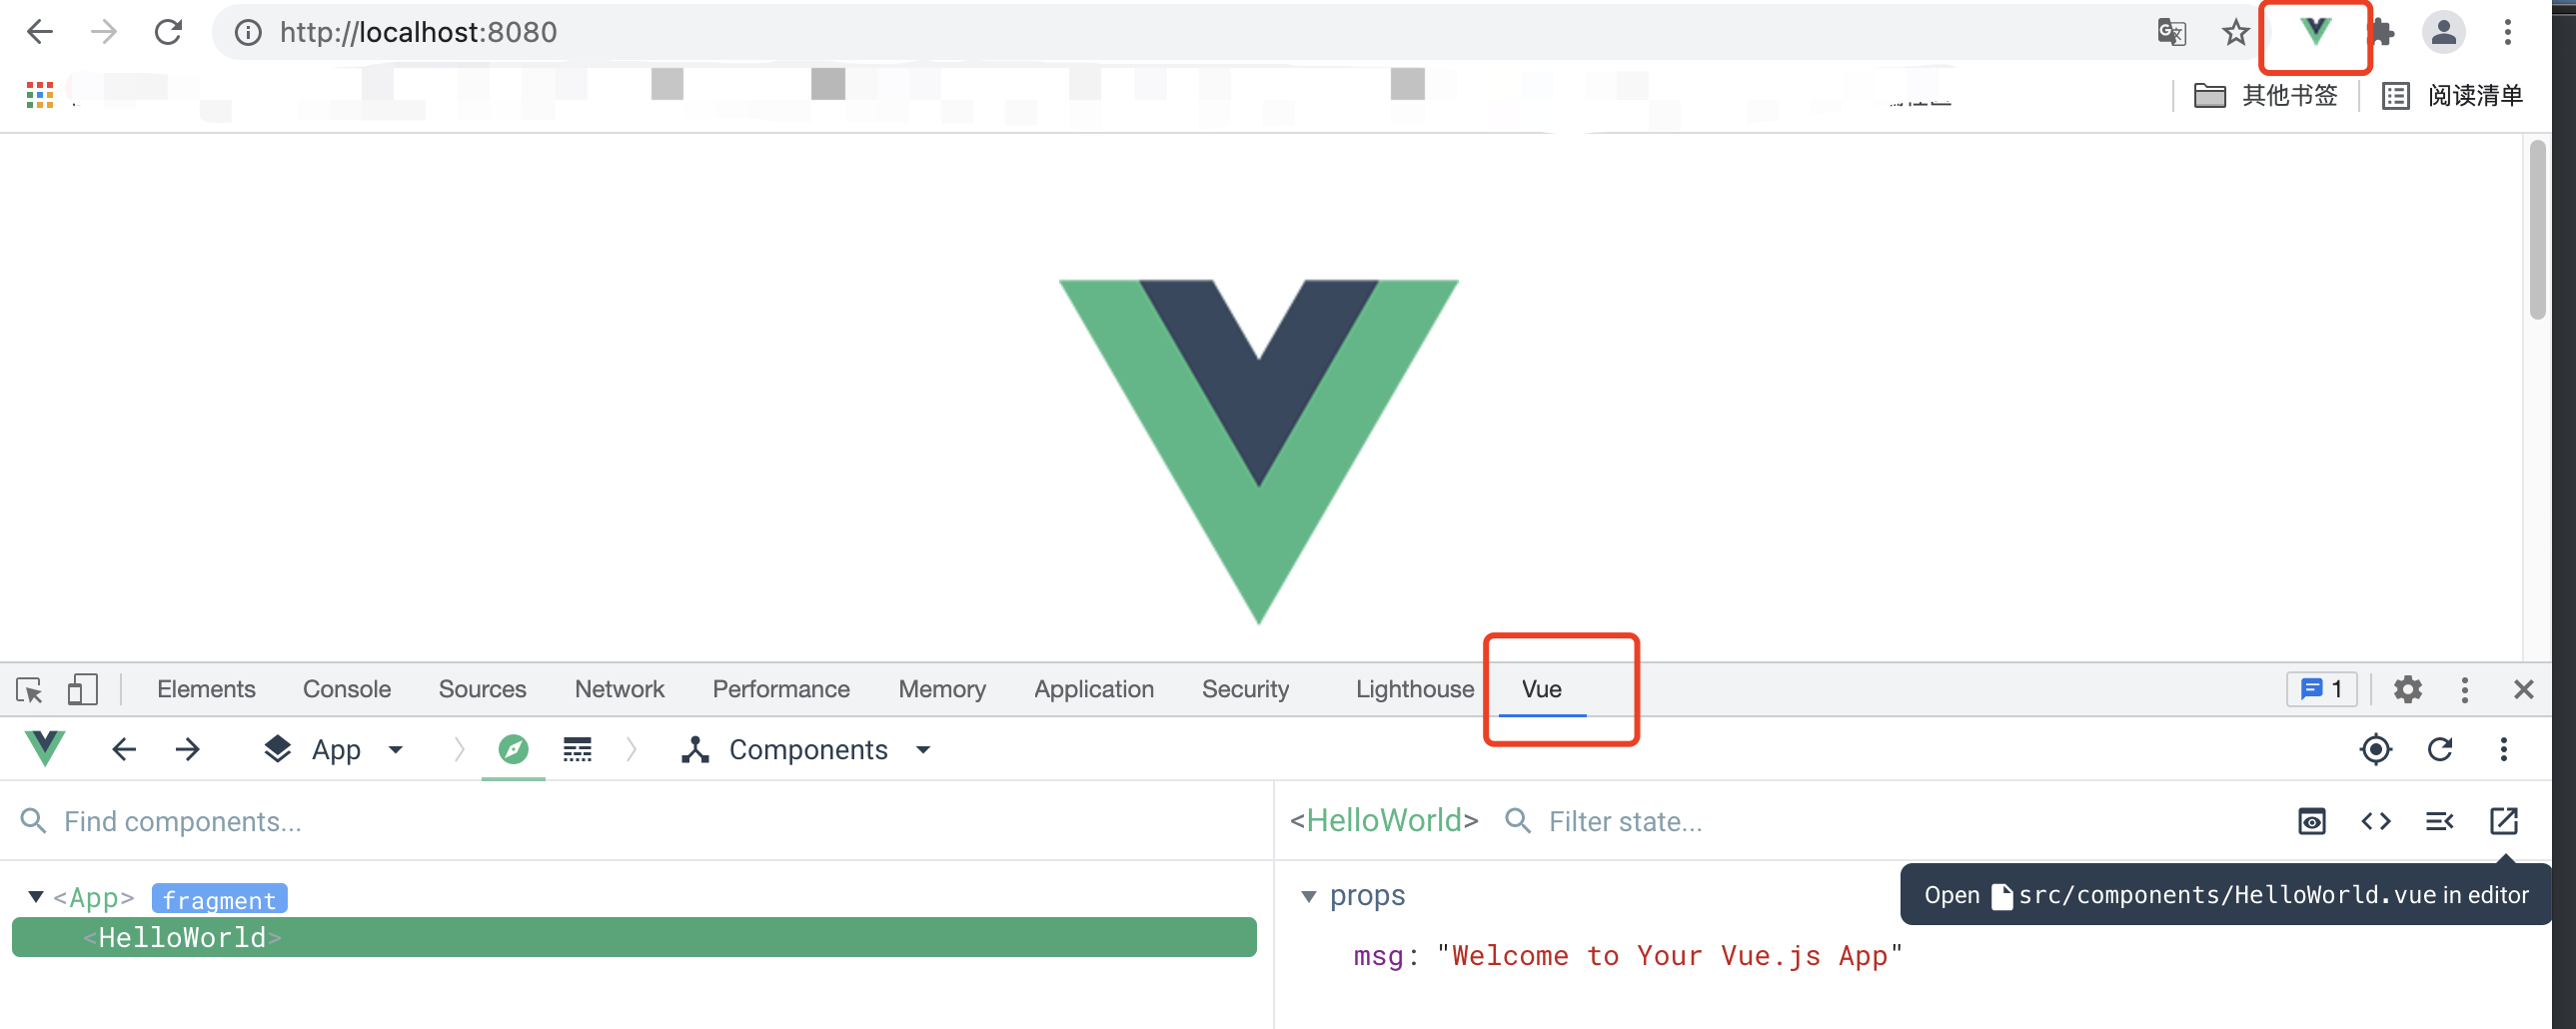 http://localhost:8080
其他书签 阅读清单
Elements Console Sources Network Performance Memory Application Security Lighthouse Vue 1
App Components
Find components... <HelloWorld> Filter state...
<App> fragment props Open src/components/HelloWorld.vue in editor
<HelloWorld>
msg: "Welcome to Your Vue.js App"